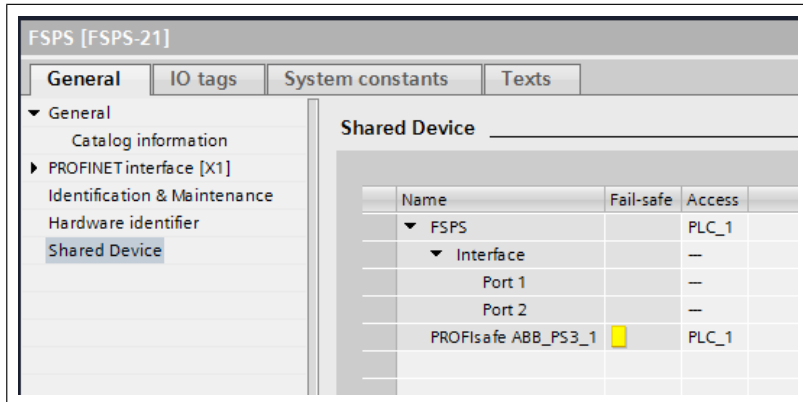 FSPS [FSPS-21]
General IO tags System constants Texts
General
Catalog information
PROFINET interface [X1]
Identification & Maintenance
Hardware identifier
Shared Device
Shared Device
Name Fail-safe Access
FSPS PLC_1
Interface —
Port 1 —
Port 2 —
PROFIsafe ABB_PS3_1 PLC_1